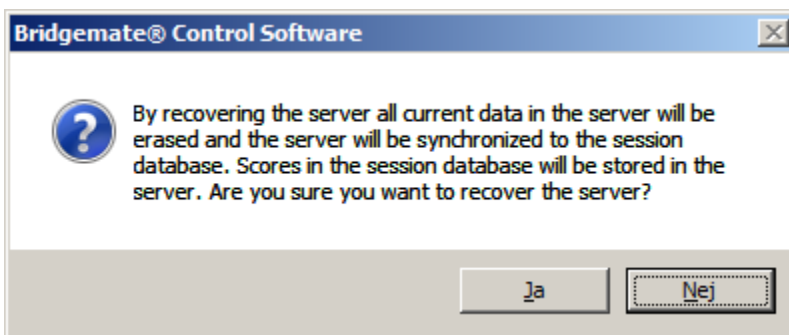 Bridgemate® Control Software
By recovering the server all current data in the server will be
erased and the server will be synchronized to the session
database. Scores in the session database will be stored in the
server. Are you sure you want to recover the server?
Ja
Nej